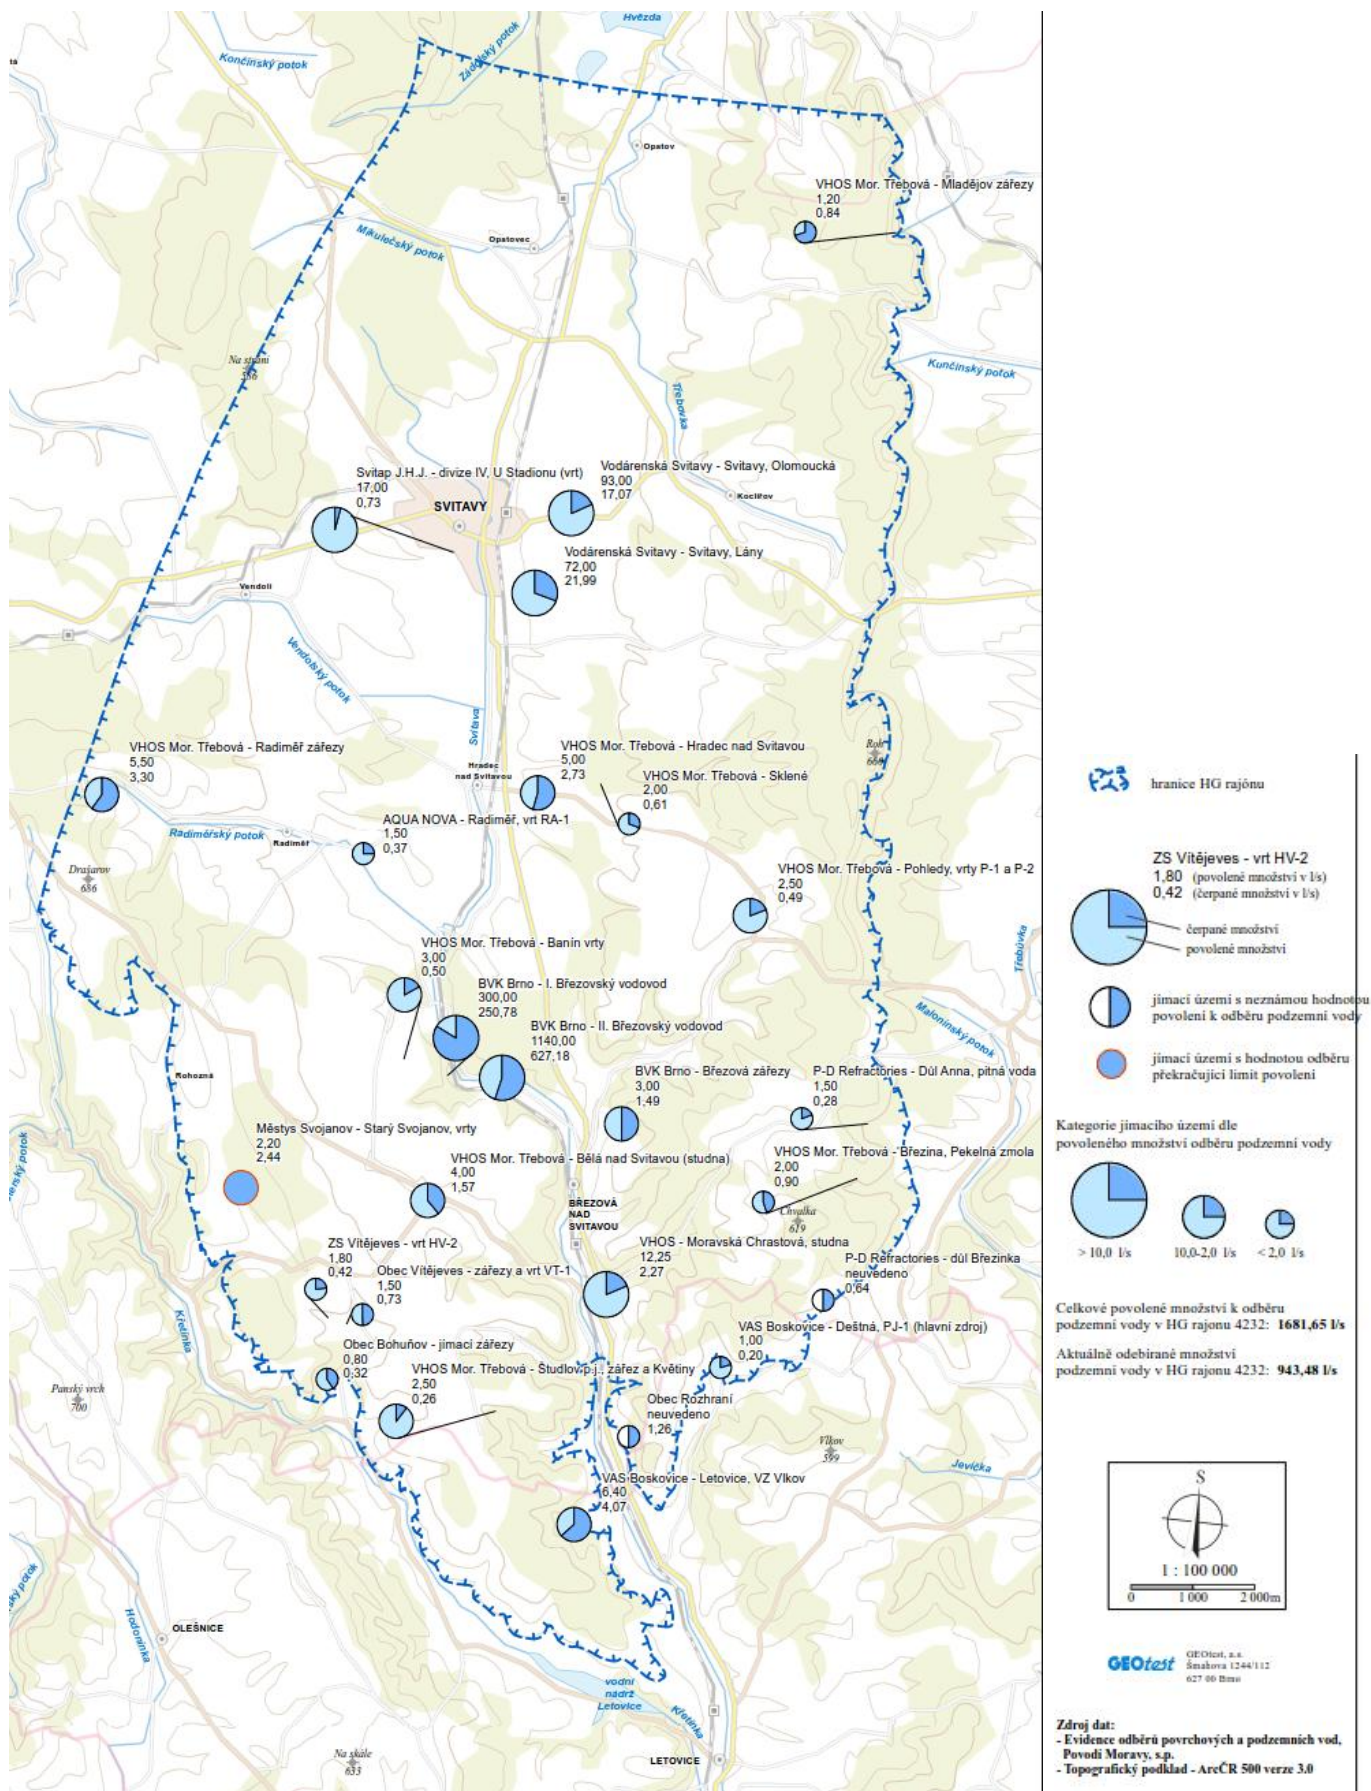 Hvězda
Končinský potok
Zádolský potok
Opatov
VHOS Mor. Třebová - Mladějov zářezy
1,20
0,84
Mikulečský potok
Opatovec
Na stráni
Kunčinský potok
Třebovka
Svitap J.H.J. - divize IV, U Stadionu (vrt)
17,00
0,73
SVITAVY
Vodárenská Svitavy - Svitavy, Olomoucká
93,00
17,07
Koclířov
Vodárenská Svitavy - Svitavy, Lány
72,00
21,99
Vendolí
Vendolský potok
Svitava
VHOS Mor. Třebová - Radiměř zářezy
5,50
3,30
Hradec
nad Svitavou
VHOS Mor. Třebová - Hradec nad Svitavou
5,00
2,73
VHOS Mor. Třebová - Sklené
2,00
0,61
Roh
AQUA NOVA - Radiměř, vrt RA-1
1,50
0,37
Radiměřský potok
Radiměř
Drašarov
686
VHOS Mor. Třebová - Pohledy, vrty P-1 a P-2
2,50
0,49
Třebůvka
VHOS Mor. Třebová - Banín vrty
3,00
0,50
BVK Brno - I. Březovský vodovod
300,00
250,78
BVK Brno - II. Březovský vodovod
1140,00
627,18
Malonínský potok
Rohozná
BVK Brno - Březová zářezy
3,00
1,49
P-D Refractories - Důl Anna, pitná voda
1,50
0,28
Městys Svojanov - Starý Svojanov, vrty
2,20
2,44
VHOS Mor. Třebová - Bělá nad Svitavou (studna)
4,00
1,57
VHOS Mor. Třebová - Březina, Pekelná zmola
2,00
0,90
Chvalka
619
BŘEZOVÁ
NAD
SVITAVOU
ZS Vítějeves - vrt HV-2
1,80
0,42
Obec Vítějeves - zářezy a vrt VT-1
1,50
0,73
VHOS - Moravská Chrastová, studna
12,25
2,27
P-D Refractories - důl Březinka
neuvedeno
0,64
Křetínka
Obec Bohuňov - jímací zářezy
0,80
0,32
VAS Boskovice - Deštná, PJ-1 (hlavní zdroj)
1,00
0,20
VHOS Mor. Třebová - Študlov p.j., zářez a Květiny
2,50
0,26
Panský vrch
700
Obec Rozhraní
neuvedeno
1,26
Vlkov
599
Jevíčka
VAS Boskovice - Letovice, VZ Vlkov
6,40
4,07
Hodonínka
OLEŠNICE
vodní
nádrž
Letovice
Křetínka
Na skále
633
LETOVICE
hranice HG rajónu
ZS Vítějeves - vrt HV-2
1,80 (povolené množství v l/s)
0,42 (čerpané množství v l/s)
čerpané množství
povolené množství
jímací území s neznámou hodnotou
povolení k odběru podzemní vody
jímací území s hodnotou odběru
překračující limit povolení
Kategorie jímacího území dle
povoleného množství odběru podzemní vody
> 10,0 l/s 10,0-2,0 l/s < 2,0 l/s
Celkové povolené množství k odběru
podzemní vody v HG rajonu 4232: 1681,65 l/s
Aktuálně odebírané množství
podzemní vody v HG rajonu 4232: 943,48 l/s
S
1 : 100 000
0 1 000 2 000m
GEOtest
GEOtest, a.s.
Šmahova 1244/112
627 00 Brno
Zdroj dat:
- Evidence odběrů povrchových a podzemních vod,
Povodí Moravy, s.p.
- Topografický podklad - ArcČR 500 verze 3.0